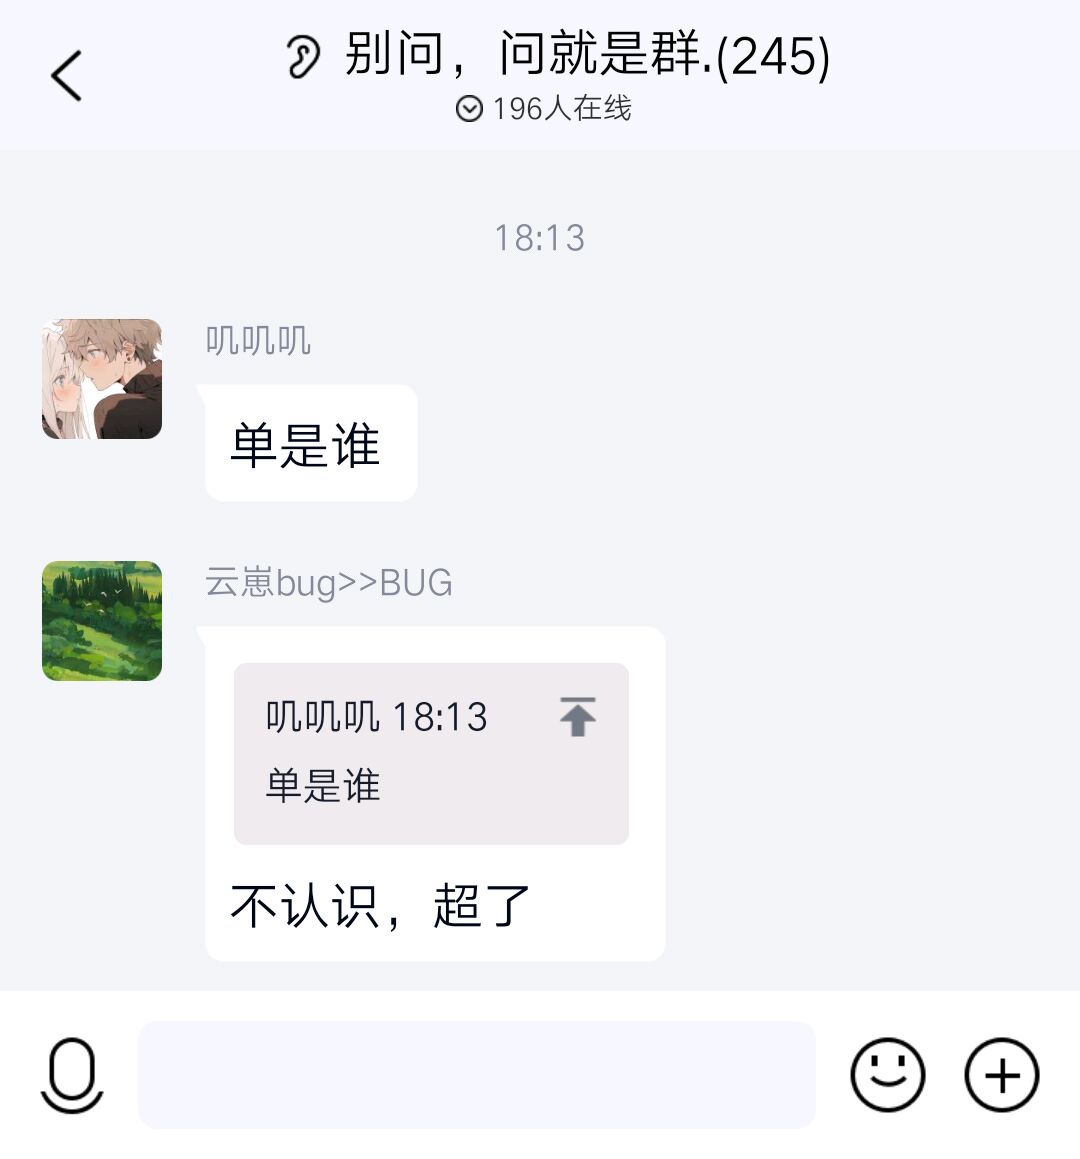 别问，问就是群.(245)
196人在线
18:13
叽叽叽
单是谁
云崽bug>>BUG
叽叽叽 18:13
单是谁
不认识，超了